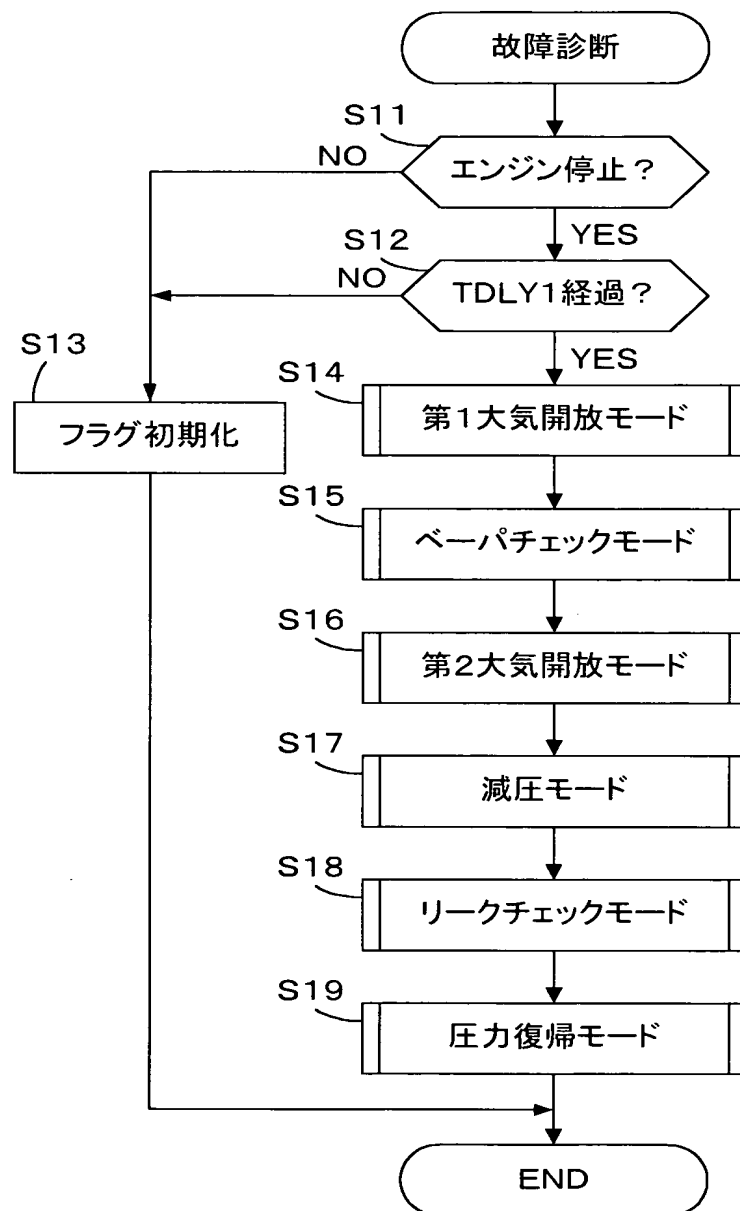 故障診断
S11
NO
エンジン停止?
YES
S12
NO
TDLY1経過?
YES
S13
フラグ初期化
S14
第1大気開放モード
S15
ベーパチェックモード
S16
第2大気開放モード
S17
減圧モード
S18
リークチェックモード
S19
圧力復帰モード
END